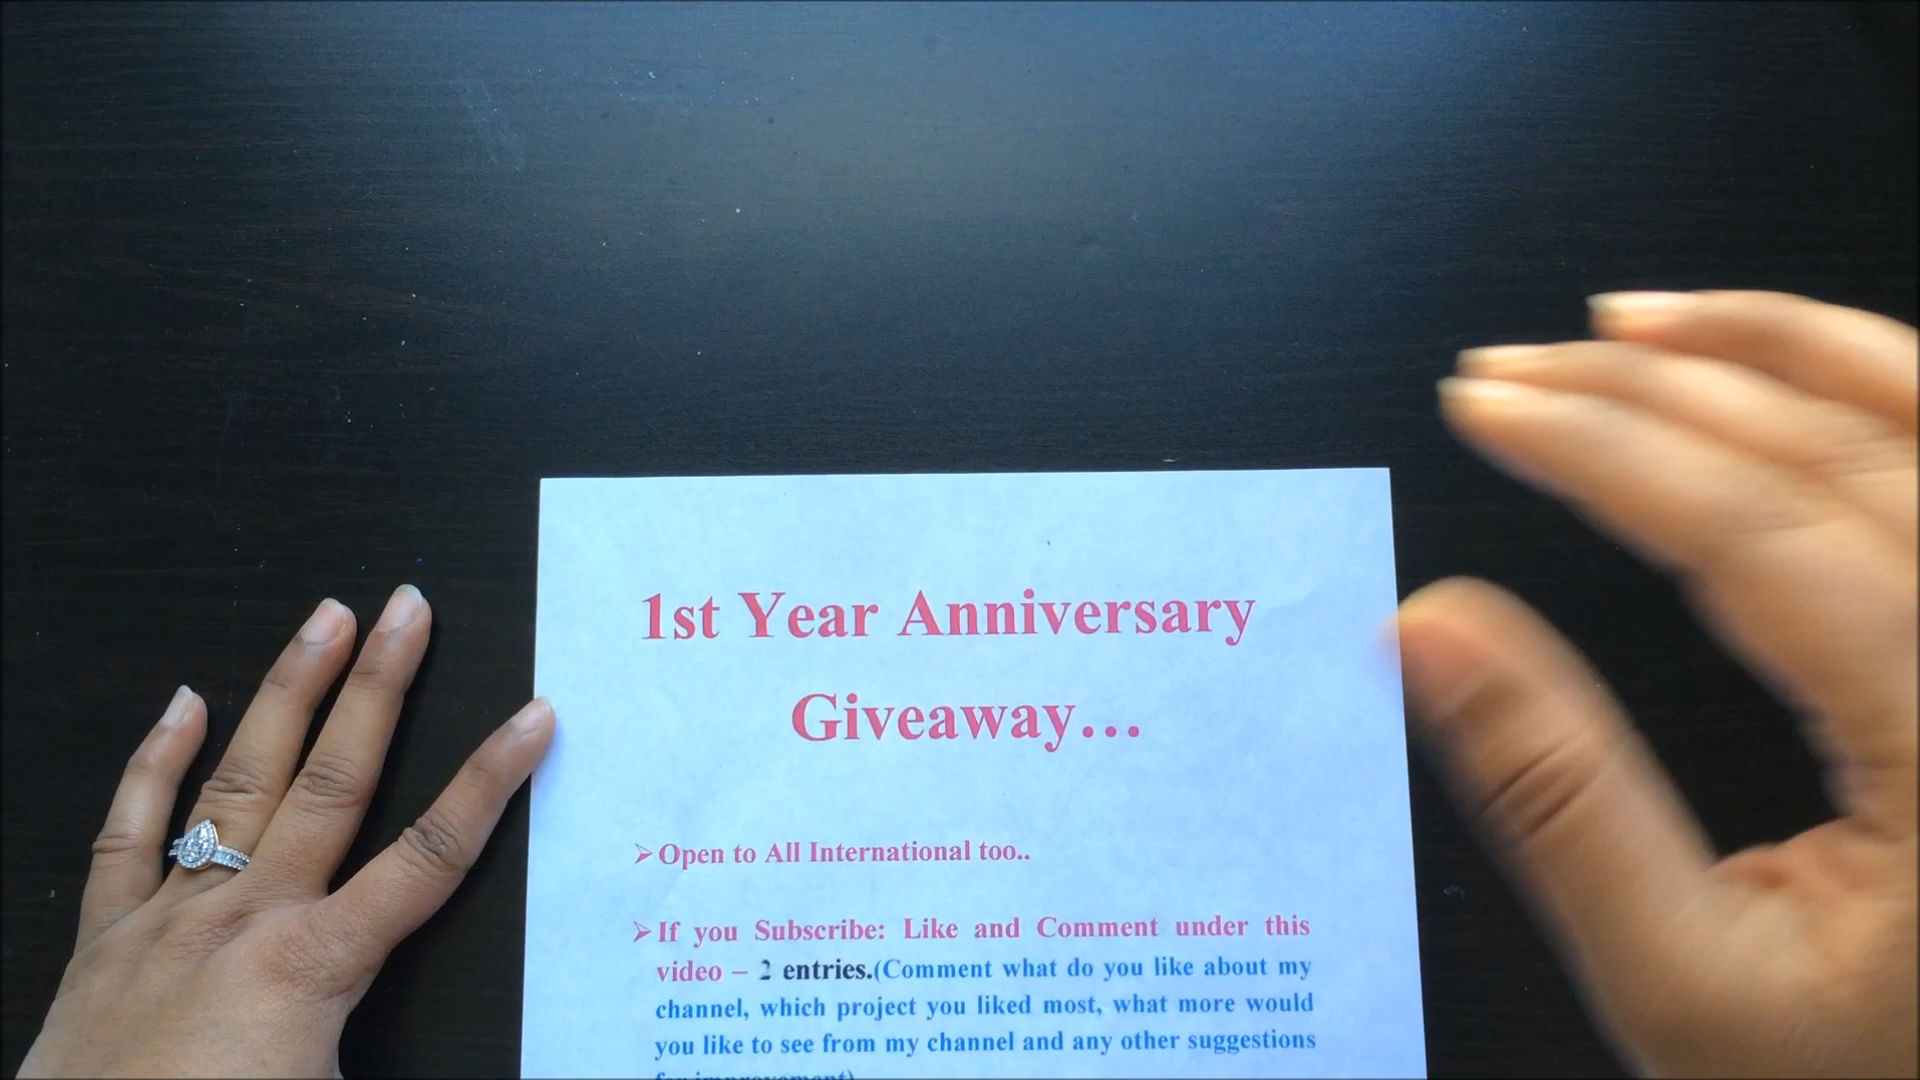 1st Year Anniversary
Giveaway...
➢Open to All International too..
➢If you Subscribe: Like and Comment under this
video – 2 entries.(Comment what do you like about my
channel, which project you liked most, what more would
you like to see from my channel and any other suggestions
for improvement)